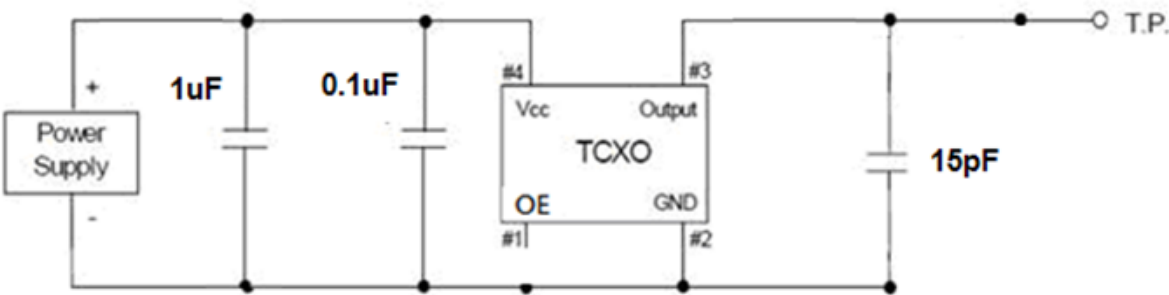 T.P.
#4
#3
+
1uF
0.1uF
Vcc
Output
Power
Supply
TCXO
15pF
OE
GND
-
#1
#2